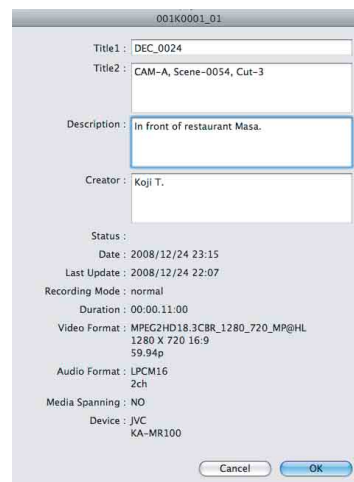 001K0001_01
Title1 : DEC_0024
Title2 : CAM-A, Scene-0054, Cut-3
Description : In front of restaurant Masa.
Creator : Koji T.
Status :
Date : 2008/12/24 23:15
Last Update : 2008/12/24 22:07
Recording Mode : normal
Duration : 00:00.11:00
Video Format : MPEG2HD18.3CBR_1280_720_MP@HL
1280 X 720 16:9
59.94p
Audio Format : LPCM16
2ch
Media Spanning : NO
Device : JVC
KA-MR100
Cancel OK